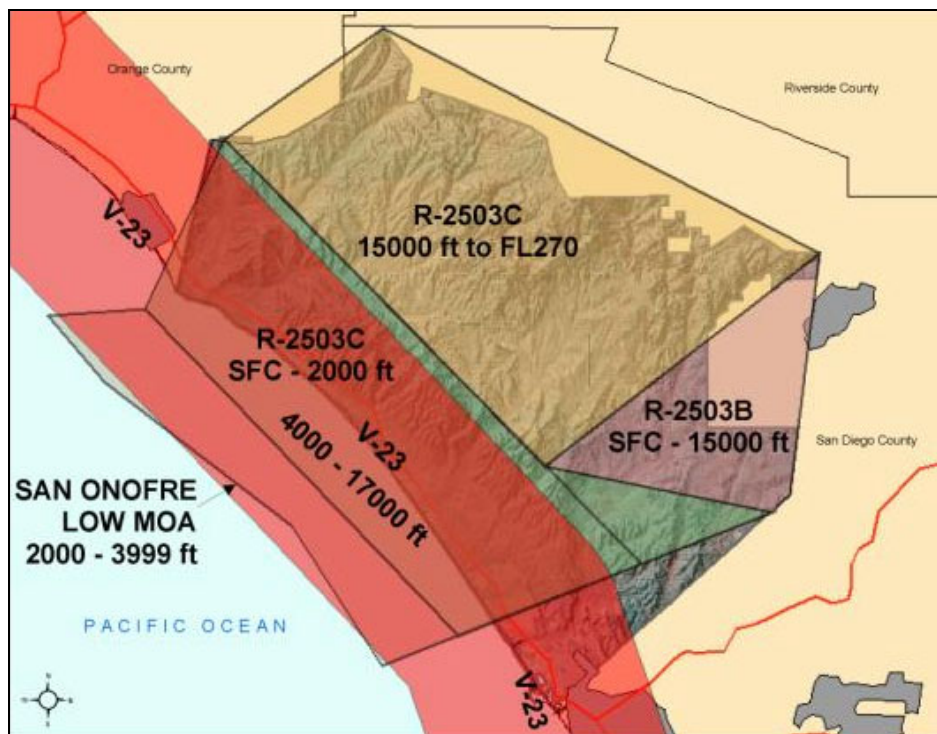 Orange County
Riverside County
V-23
R-2503C
15000 ft to FL270
R-2503C
SFC - 2000 ft
V-23
4000 - 17000 ft
R-2503B
SFC - 15000 ft
San Diego County
SAN ONOFRE
LOW MOA
2000 - 3999 ft
PACIFIC OCEAN
V-23